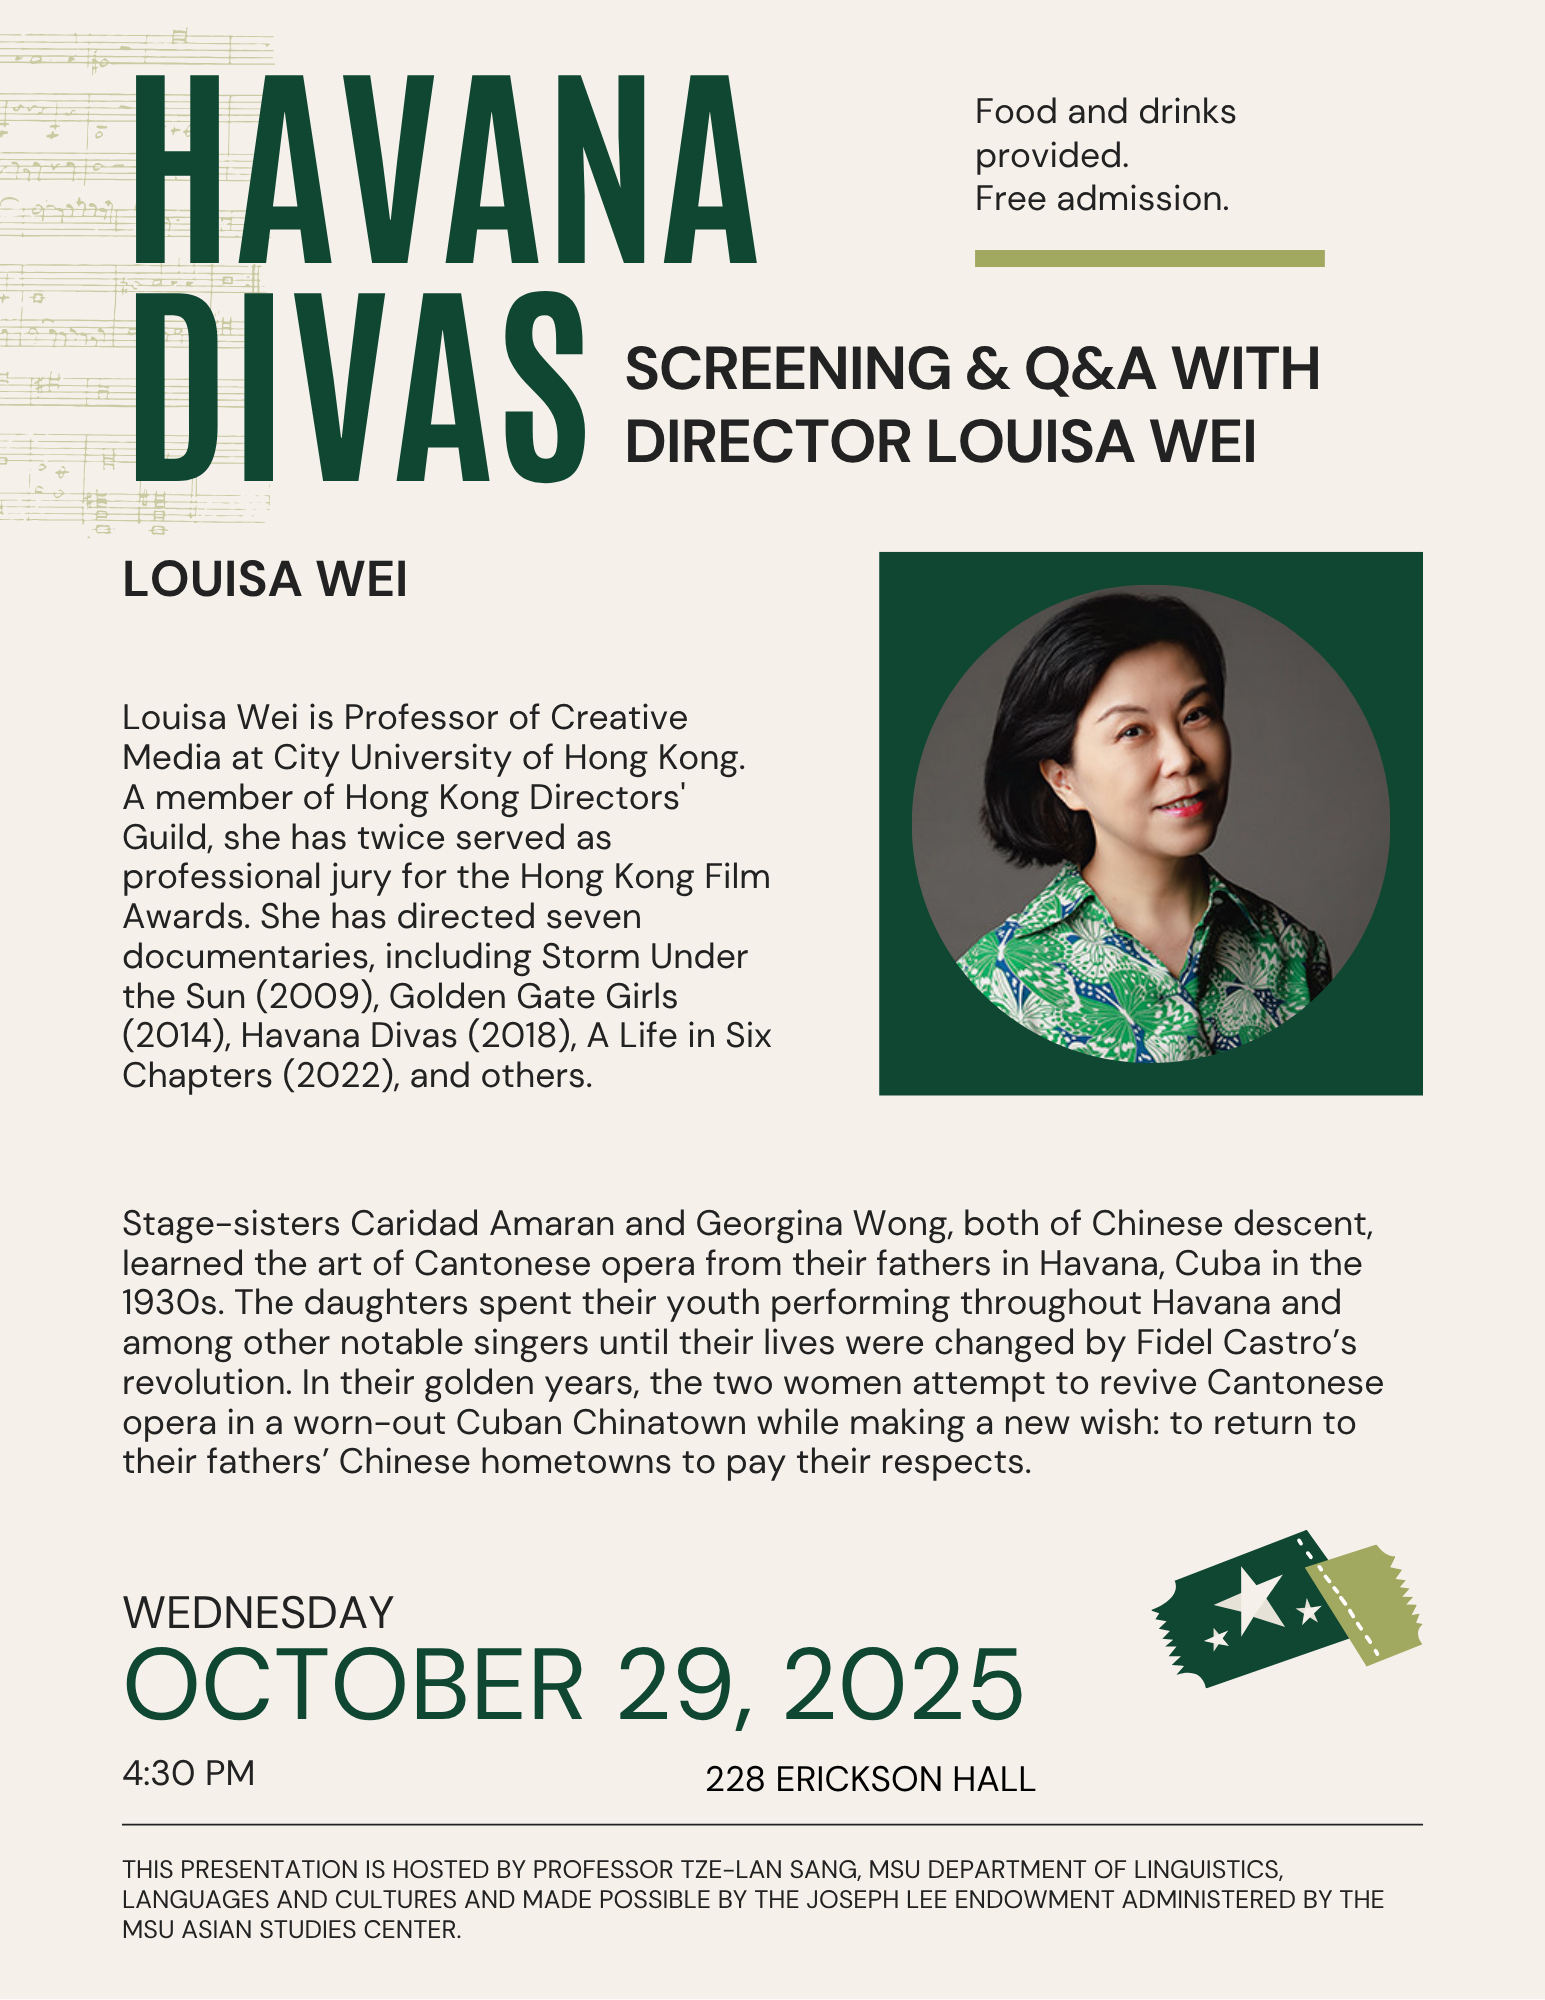 HAVANA
DIVAS
Food and drinks
provided.
Free admission.
SCREENING & Q&A WITH
DIRECTOR LOUISA WEI
LOUISA WEI
Louisa Wei is Professor of Creative
Media at City University of Hong Kong.
A member of Hong Kong Directors'
Guild, she has twice served as
professional jury for the Hong Kong Film
Awards. She has directed seven
documentaries, including Storm Under
the Sun (2009), Golden Gate Girls
(2014), Havana Divas (2018), A Life in Six
Chapters (2022), and others.
Stage-sisters Caridad Amaran and Georgina Wong, both of Chinese descent,
learned the art of Cantonese opera from their fathers in Havana, Cuba in the
1930s. The daughters spent their youth performing throughout Havana and
among other notable singers until their lives were changed by Fidel Castro’s
revolution. In their golden years, the two women attempt to revive Cantonese
opera in a worn-out Cuban Chinatown while making a new wish: to return to
their fathers’ Chinese hometowns to pay their respects.
WEDNESDAY
OCTOBER 29, 2025
4:30 PM
228 ERICKSON HALL
THIS PRESENTATION IS HOSTED BY PROFESSOR TZE-LAN SANG, MSU DEPARTMENT OF LINGUISTICS,
LANGUAGES AND CULTURES AND MADE POSSIBLE BY THE JOSEPH LEE ENDOWMENT ADMINISTERED BY THE
MSU ASIAN STUDIES CENTER.